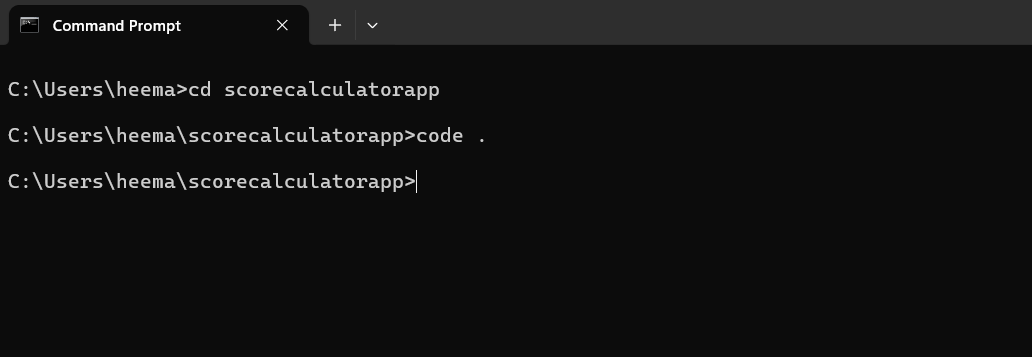 Command Prompt
C:\Users\heema>cd scorecalculatorapp
C:\Users\heema\scorecalculatorapp>code .
C:\Users\heema\scorecalculatorapp>